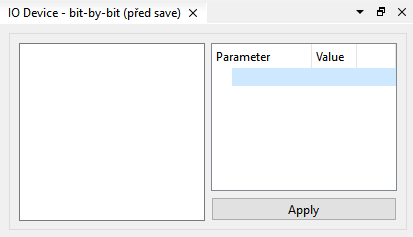 IO Device - bit-by-bit (před save)
Parameter Value
Apply